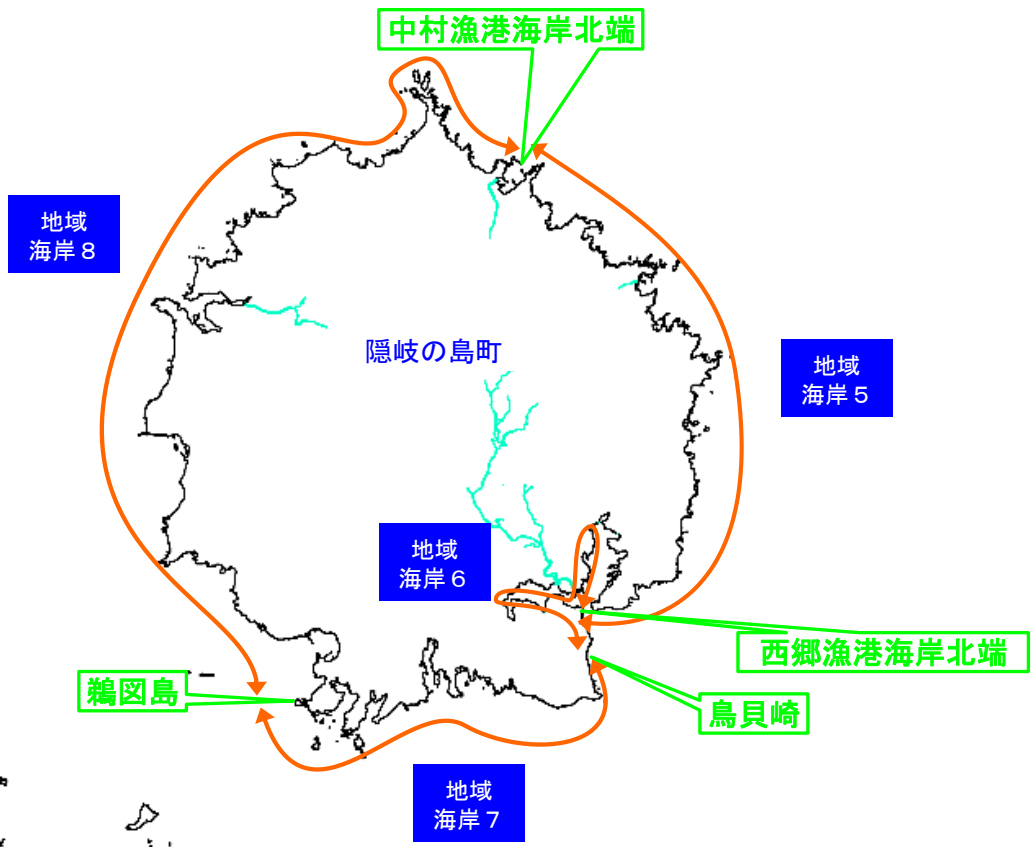 中村漁港海岸北端
地域
海岸８
隠岐の島町
地域
海岸５
地域
海岸６
西郷漁港海岸北端
鵜図島
鳥貝崎
地域
海岸７